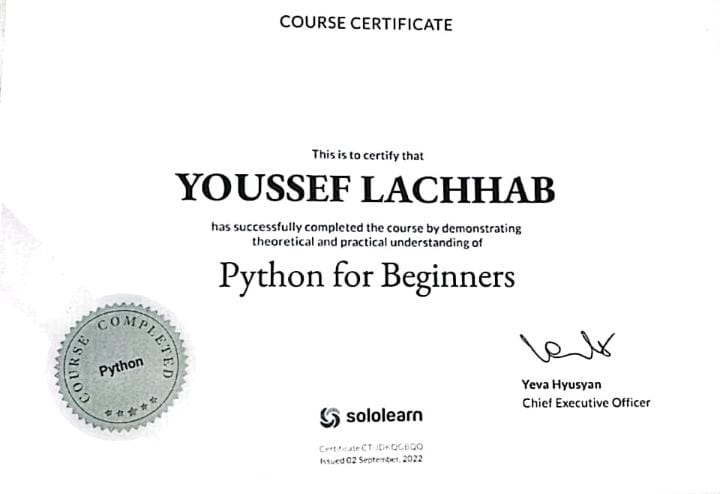 COURSE CERTIFICATE
This is to certify that
YOUSSEF LACHHAB
has successfully completed the course by demonstrating
theoretical and practical understanding of
Python for Beginners
COURSE COMPLETED
Python
Yeva Hyusyan
Chief Executive Officer
sololearn
Certificate
Issued 02 September, 2022